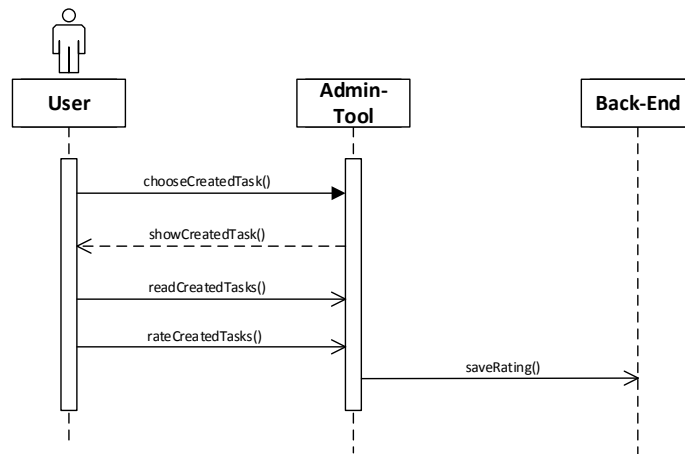 User
Admin-
Tool
Back-End
chooseCreatedTask()
showCreatedTask()
readCreatedTasks()
rateCreatedTasks()
saveRating()